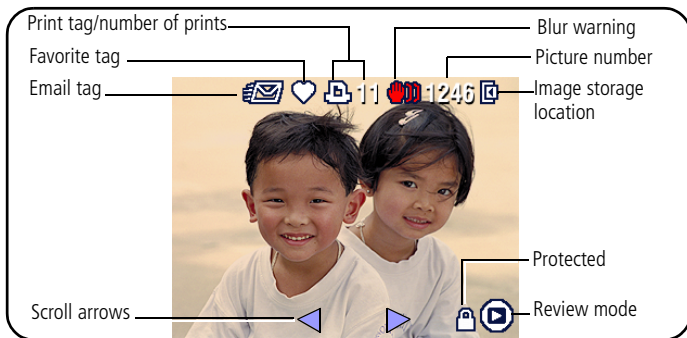 Print tag/number of prints
Favorite tag
Email tag
Blur warning
Picture number
Image storage
location
11 1246
Protected
Scroll arrows
Review mode